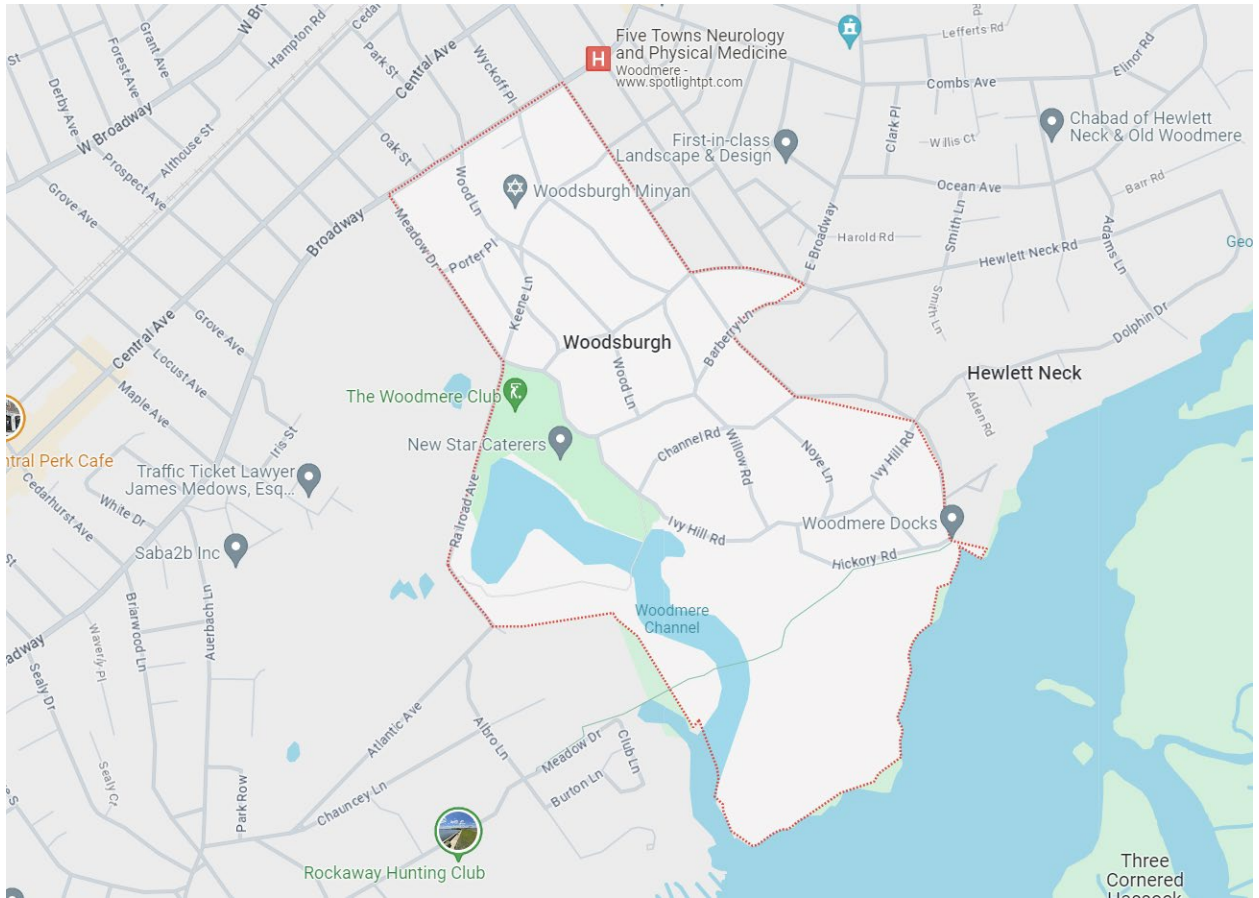 St
Forest Ave
Grant Ave
W Br
Hampton Rd
Cedar
Park St
Central Ave
Wyckoff Pl
Five Towns Neurology
and Physical Medicine
Woodmere -
www.spotlightpt.com
Lefferts Rd
Rd
Elinor Rd
Combs Ave
Derby Ave
W Broadway
Althouse St
Oak St
First-in-class
Landscape & Design
Clark Pl
Willis Ct
Chabad of Hewlett
Neck & Old Woodmere
Prospect Ave
Grove Ave
Wood Ln
Woodsburgh Minyan
Ocean Ave
Barr Rd
Broadway
Meadow Dr
Porter Pl
E Broadway
Harold Rd
Smith Ln
Hewlett Neck Rd
Adams Ln
Geo
Keene Ln
Smith Ln
Dolphin Dr
Central Ave
Grove Ave
Woodsburgh
Barberry Ln
Locust Ave
Hewlett Neck
Maple Ave
The Woodmere Club
Wood Ln
Alden Rd
Iris St
New Star Caterers
Channel Rd
Willow Rd
Noye Ln
Ivy Hill Rd
ntral Perk Cafe
Traffic Ticket Lawyer
James Medows, Esq...
Cedarhurst Ave
White Dr
Railroad Ave
Ivy Hill Rd
Woodmere Docks
Saba2b Inc
Hickory Rd
St
Briarwood Ln
Auerbach Ln
Woodmere
Channel
adway
Waverly Pl
Sealy Dr
Atlantic Ave
Albro Ln
Meadow Dr
Club Ln
Sealy Ct
Park Row
Chauncey Ln
Burton Ln
Rockaway Hunting Club
Three
Cornered
Hassock